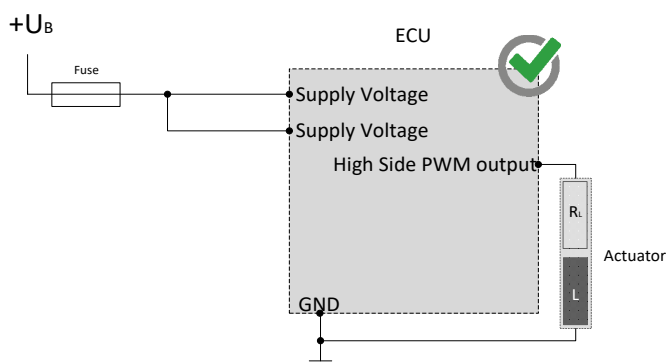 +UB
ECU
Fuse
Supply Voltage
Supply Voltage
High Side PWM output
RL
Actuator
L
GND